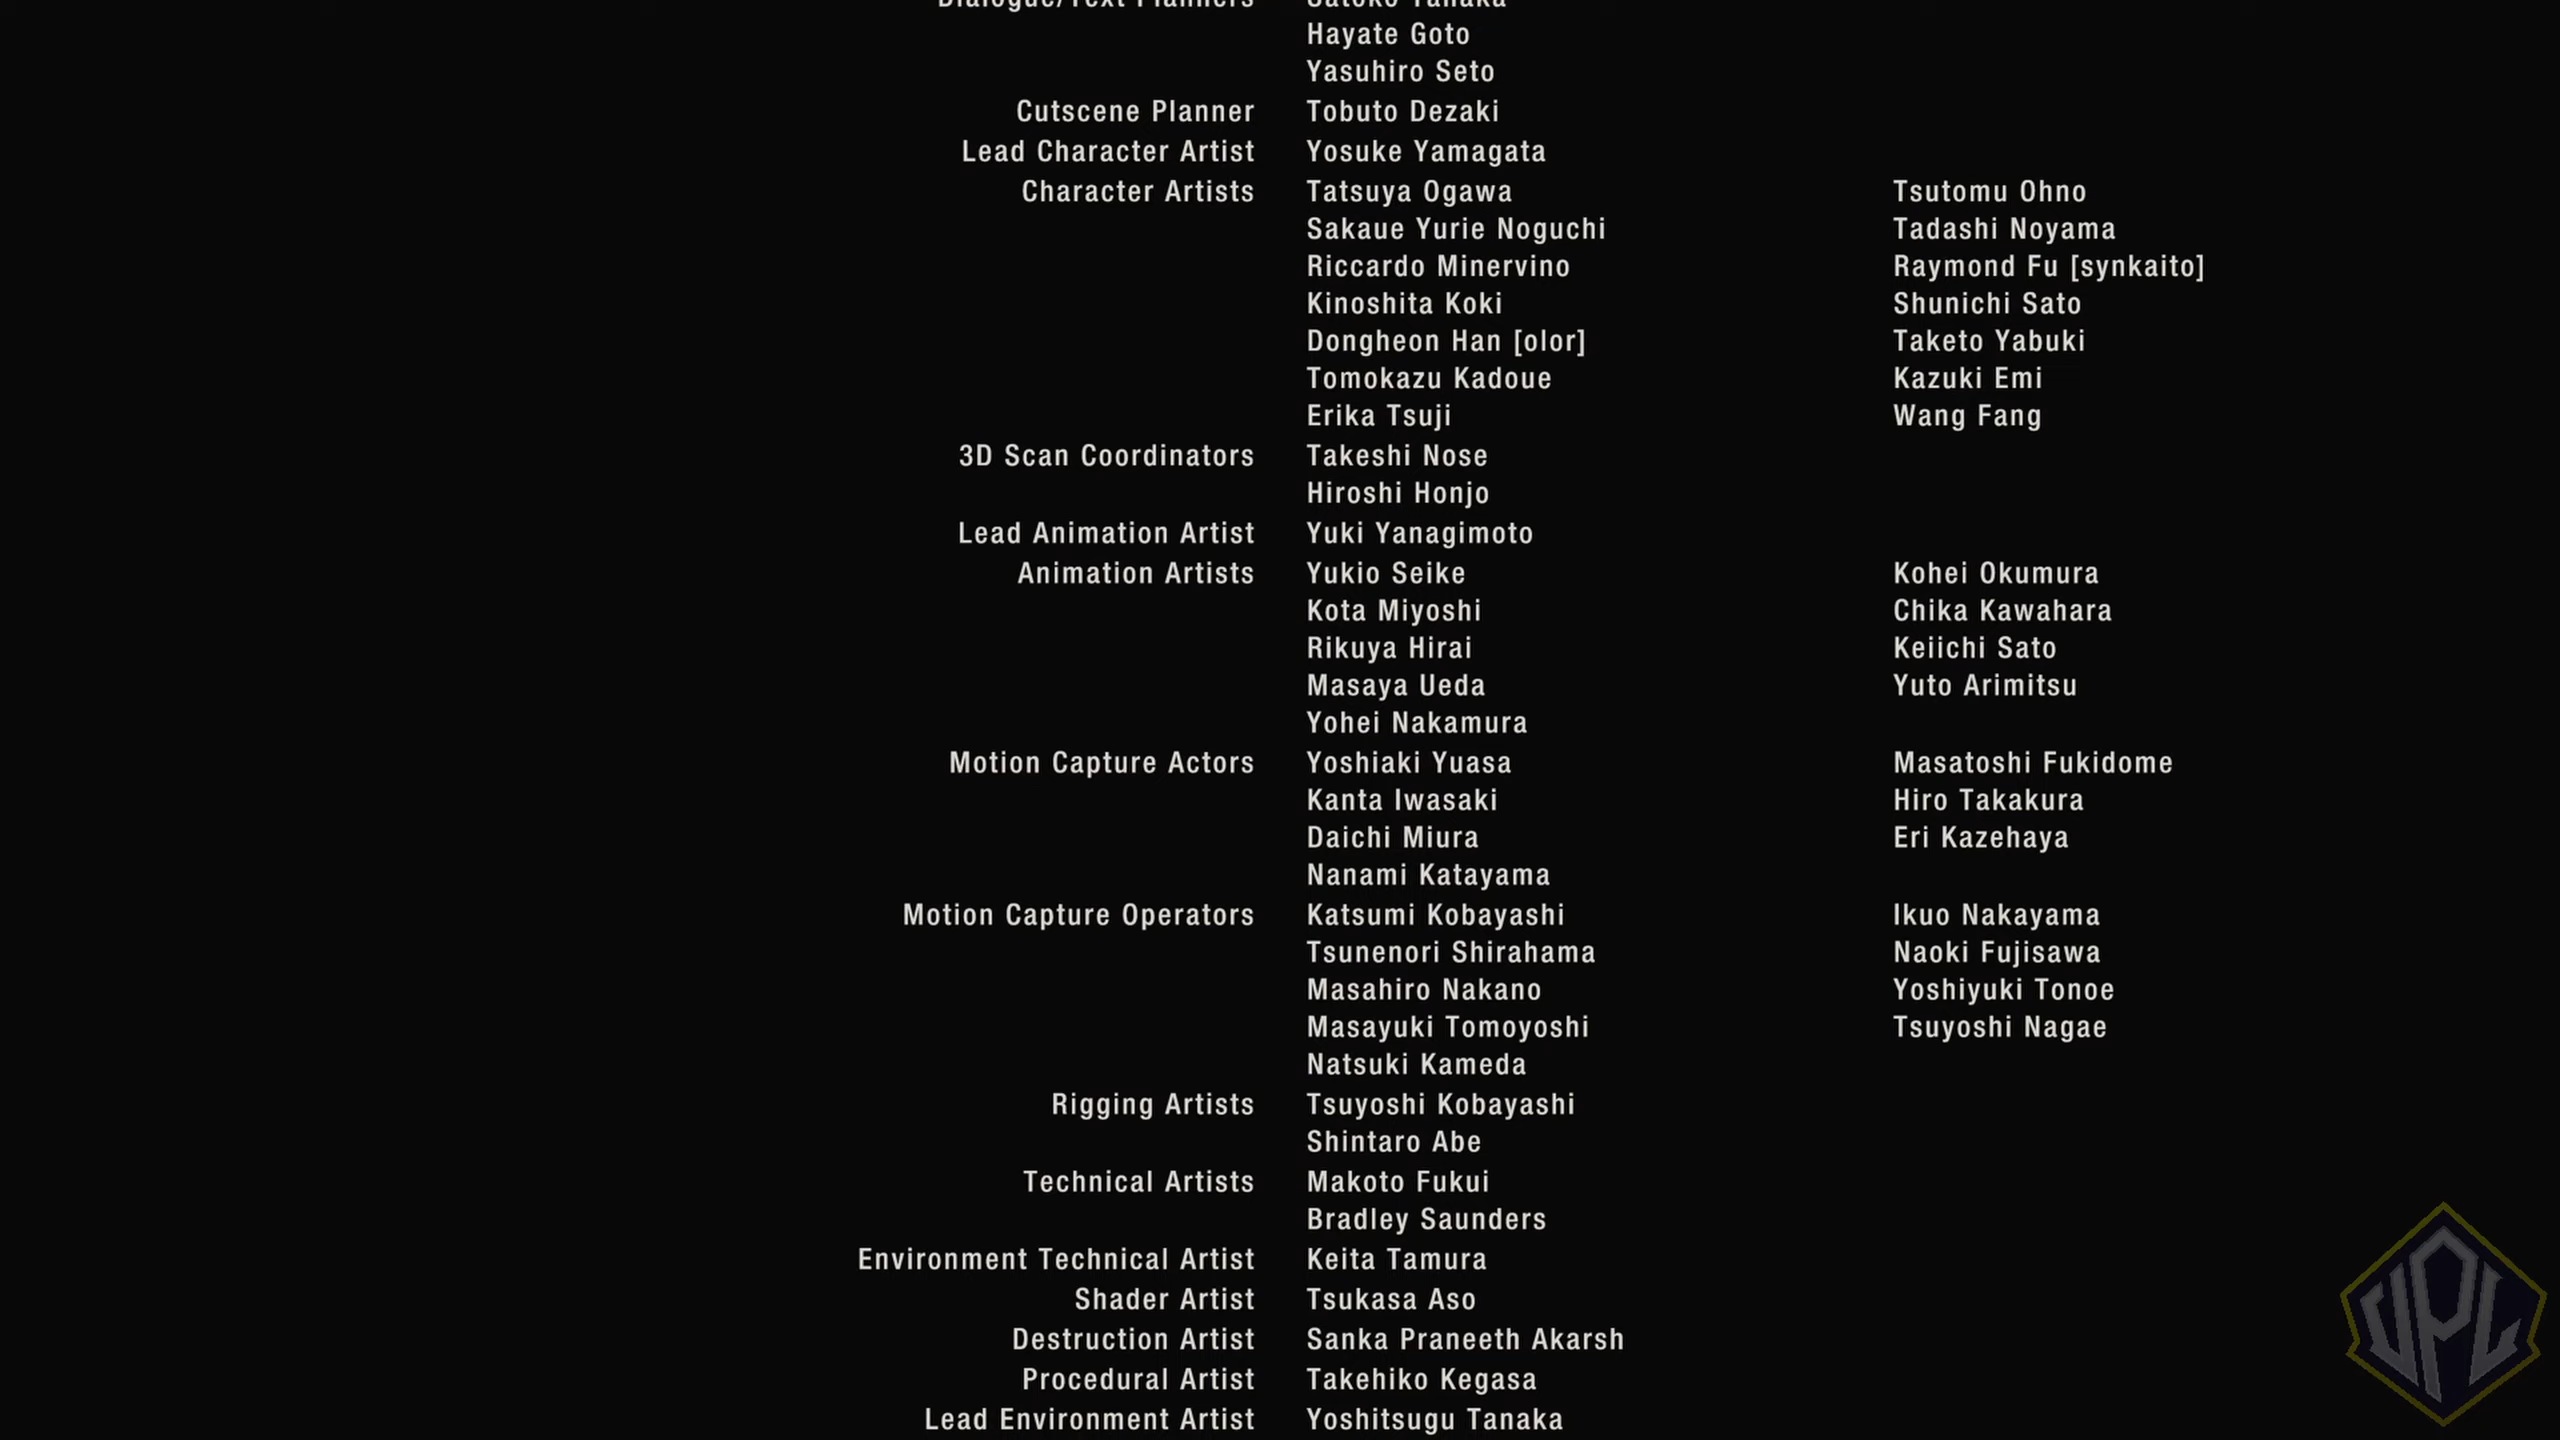 Dialogue/Text Planners Satoko Tanaka
Hayate Goto
Yasuhiro Seto
Cutscene Planner Tobuto Dezaki
Lead Character Artist Yosuke Yamagata
Character Artists Tatsuya Ogawa Tsutomu Ohno
Sakaue Yurie Noguchi Tadashi Noyama
Riccardo Minervino Raymond Fu [synkaito]
Kinoshita Koki Shunichi Sato
Dongheon Han [olor] Taketo Yabuki
Tomokazu Kadoue Kazuki Emi
Erika Tsuji Wang Fang
3D Scan Coordinators Takeshi Nose
Hiroshi Honjo
Lead Animation Artist Yuki Yanagimoto
Animation Artists Yukio Seike Kohei Okumura
Kota Miyoshi Chika Kawahara
Rikuya Hirai Keiichi Sato
Masaya Ueda Yuto Arimitsu
Yohei Nakamura
Motion Capture Actors Yoshiaki Yuasa Masatoshi Fukidome
Kanta Iwasaki Hiro Takakura
Daichi Miura Eri Kazehaya
Nanami Katayama
Motion Capture Operators Katsumi Kobayashi Ikuo Nakayama
Tsunenori Shirahama Naoki Fujisawa
Masahiro Nakano Yoshiyuki Tonoe
Masayuki Tomoyoshi Tsuyoshi Nagae
Natsuki Kameda
Rigging Artists Tsuyoshi Kobayashi
Shintaro Abe
Technical Artists Makoto Fukui
Bradley Saunders
Environment Technical Artist Keita Tamura
Shader Artist Tsukasa Aso
Destruction Artist Sanka Praneeth Akarsh
Procedural Artist Takehiko Kegasa
Lead Environment Artist Yoshitsugu Tanaka